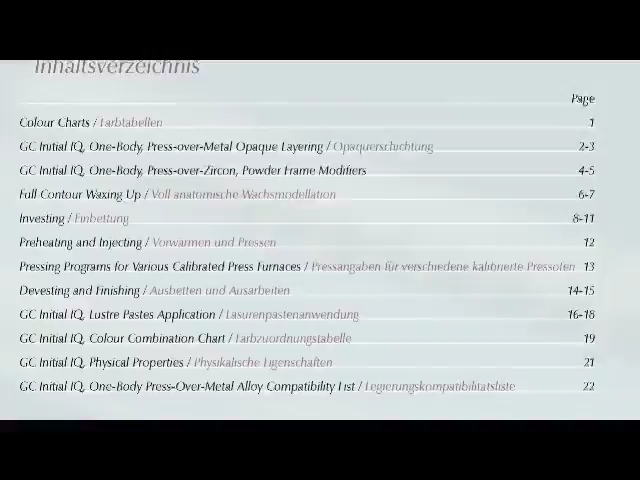 Inhaltsverzeichnis
Page
Colour Charts / Farbtabellen 1
GC Initial IQ, One-Body, Press-over-Metal Opaque Layering / Opaquerschichtung 2-3
GC Initial IQ, One-Body, Press-over-Zircon, Powder Frame Modifiers 4-5
Full Contour Waxing Up / Voll anatomische Wachsmodellation 6-7
Investing / Einbettung 8-11
Preheating and Injecting / Vorwärmen und Pressen 12
Pressing Programs for Various Calibrated Press Furnaces / Pressangaben für verschiedene kalibrierte Pressöfen 13
Devesting and Finishing / Ausbetten und Ausarbeiten 14-15
GC Initial IQ, Lustre Pastes Application / Lasurenpastenanwendung 16-18
GC Initial IQ, Colour Combination Chart / Farbzuordnungstabelle 19
GC Initial IQ, Physical Properties / Physikalische Eigenschaften 21
GC Initial IQ, One-Body Press-Over-Metal Alloy Compatibility List / Legierungskompatibilitätsliste 22